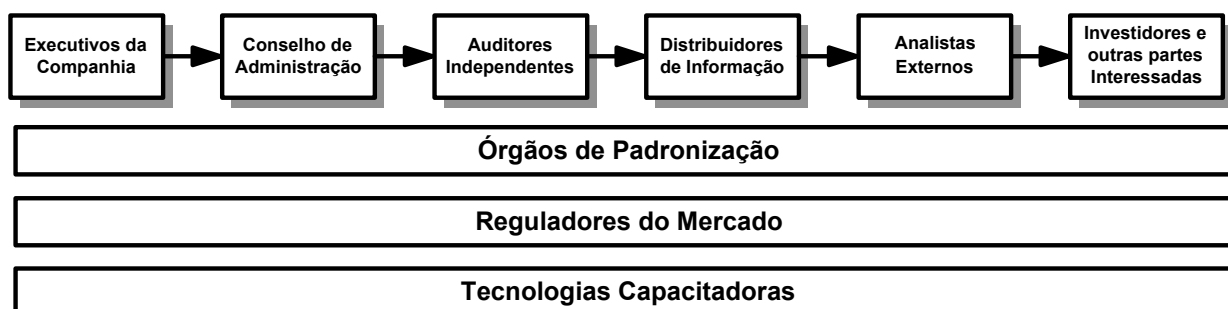 Executivos da
Companhia
Conselho de
Administração
Auditores
Independentes
Distribuidores
de Informação
Analistas
Externos
Investidores e
outras partes
Interessadas
Órgãos de Padronização
Reguladores do Mercado
Tecnologias Capacitadoras